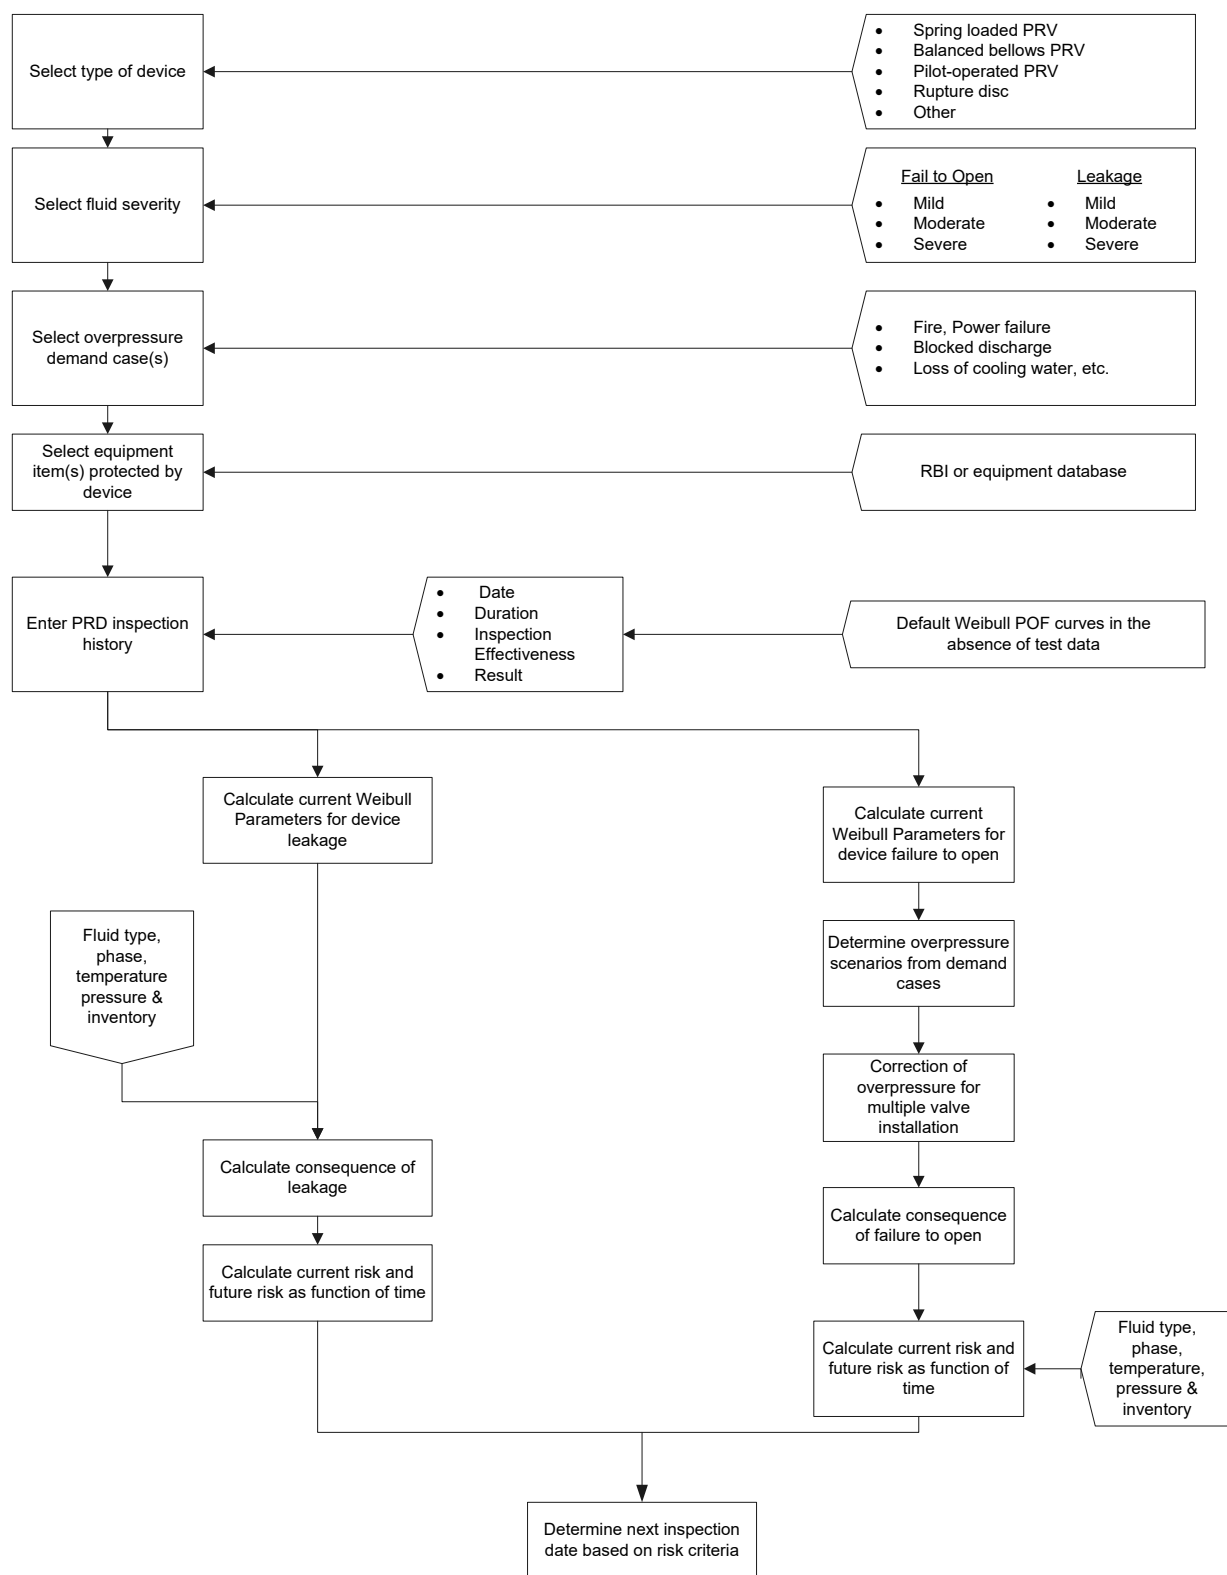 Select type of device
• Spring loaded PRV
• Balanced bellows PRV
• Pilot-operated PRV
• Rupture disc
• Other
Select fluid severity
Fail to Open
• Mild
• Moderate
• Severe
Leakage
• Mild
• Moderate
• Severe
Select overpressure
demand case(s)
• Fire, Power failure
• Blocked discharge
• Loss of cooling water, etc.
Select equipment
item(s) protected by
device
RBI or equipment database
Enter PRD inspection
history
• Date
• Duration
• Inspection
Effectiveness
• Result
Default Weibull POF curves in the
absence of test data
Calculate current Weibull
Parameters for device
leakage
Calculate current
Weibull Parameters for
device failure to open
Fluid type,
phase,
temperature
pressure &
inventory
Determine overpressure
scenarios from demand
cases
Correction of
overpressure for
multiple valve
installation
Calculate consequence of
leakage
Calculate consequence
of failure to open
Calculate current risk and
future risk as function of time
Calculate current risk and
future risk as function of
time
Fluid type,
phase,
temperature,
pressure &
inventory
Determine next inspection
date based on risk criteria